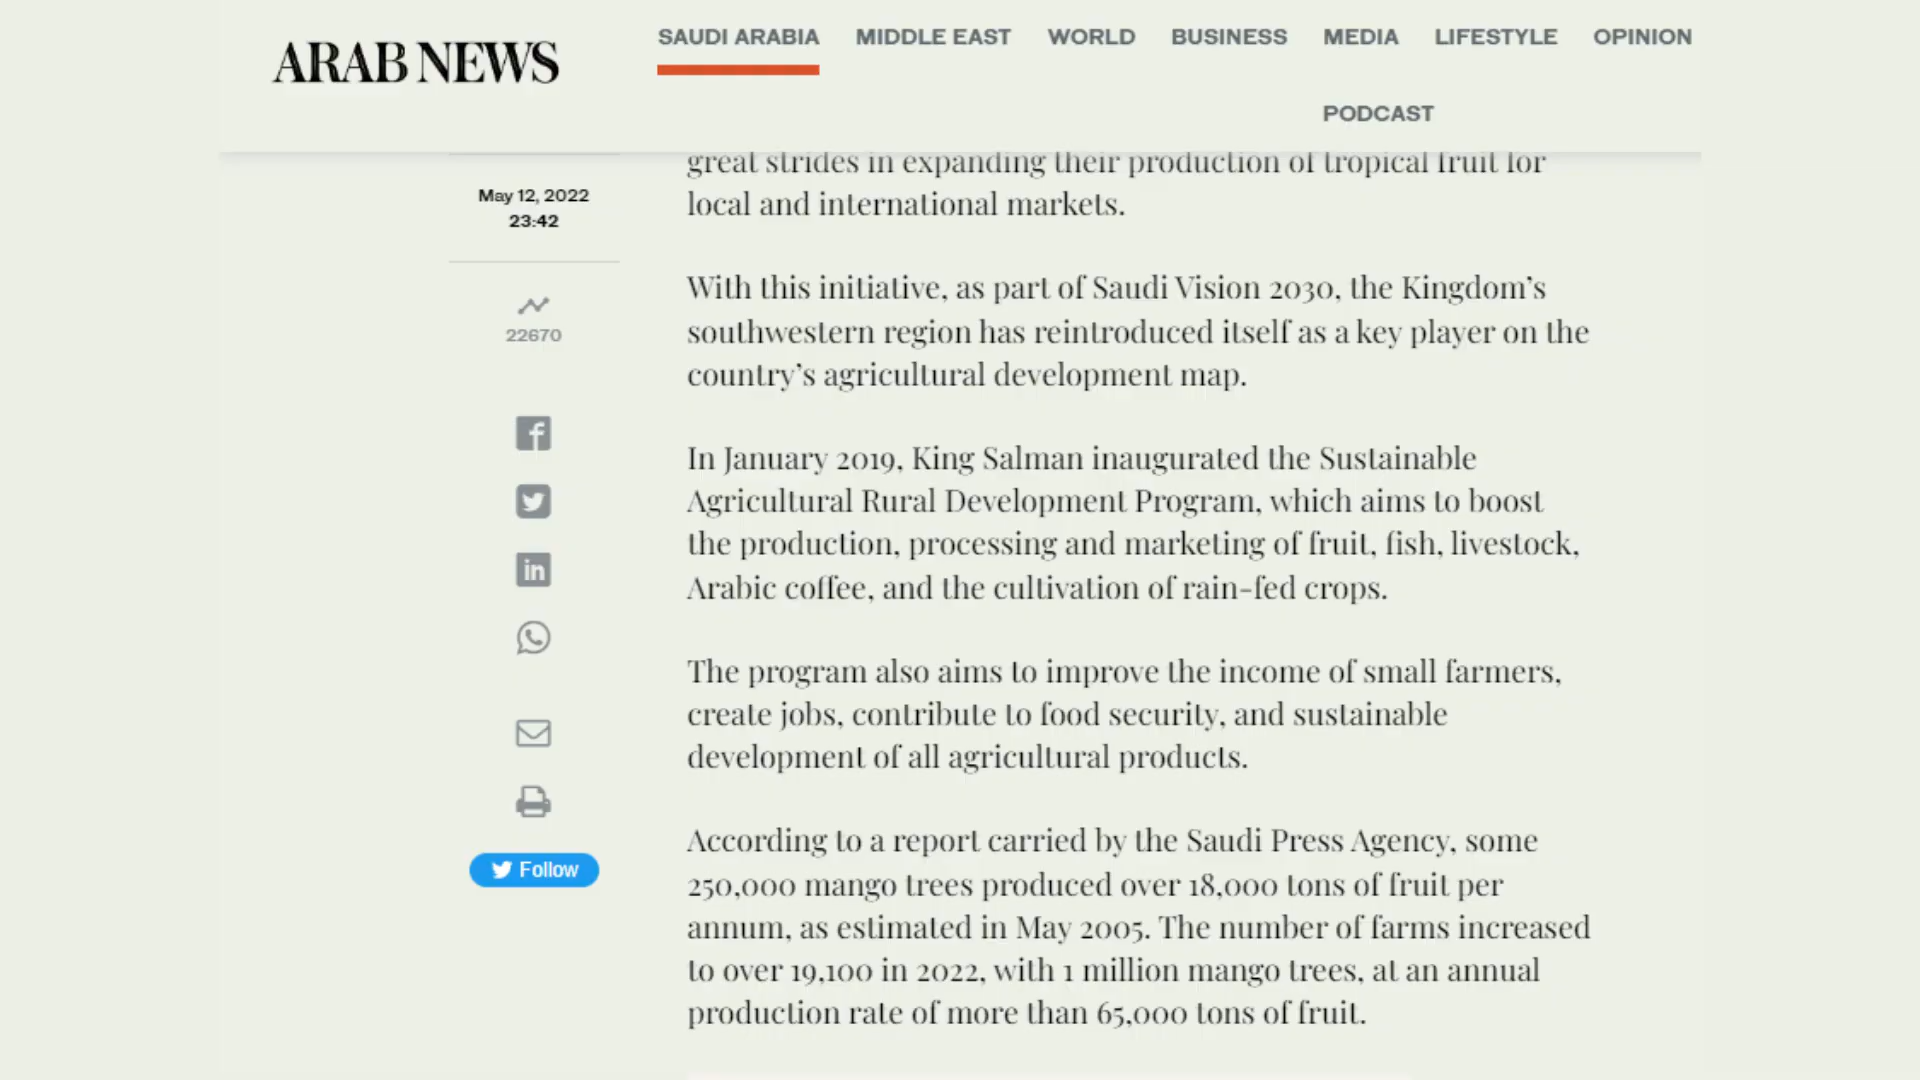 ARAB NEWS
SAUDI ARABIA MIDDLE EAST WORLD BUSINESS MEDIA LIFESTYLE OPINION
PODCAST
May 12, 2022
23:42
22670
Follow
great strides in expanding their production of tropical fruit for
local and international markets.
With this initiative, as part of Saudi Vision 2030, the Kingdom’s
southwestern region has reintroduced itself as a key player on the
country’s agricultural development map.
In January 2019, King Salman inaugurated the Sustainable
Agricultural Rural Development Program, which aims to boost
the production, processing and marketing of fruit, fish, livestock,
Arabic coffee, and the cultivation of rain-fed crops.
The program also aims to improve the income of small farmers,
create jobs, contribute to food security, and sustainable
development of all agricultural products.
According to a report carried by the Saudi Press Agency, some
250,000 mango trees produced over 18,000 tons of fruit per
annum, as estimated in May 2005. The number of farms increased
to over 19,100 in 2022, with 1 million mango trees, at an annual
production rate of more than 65,000 tons of fruit.